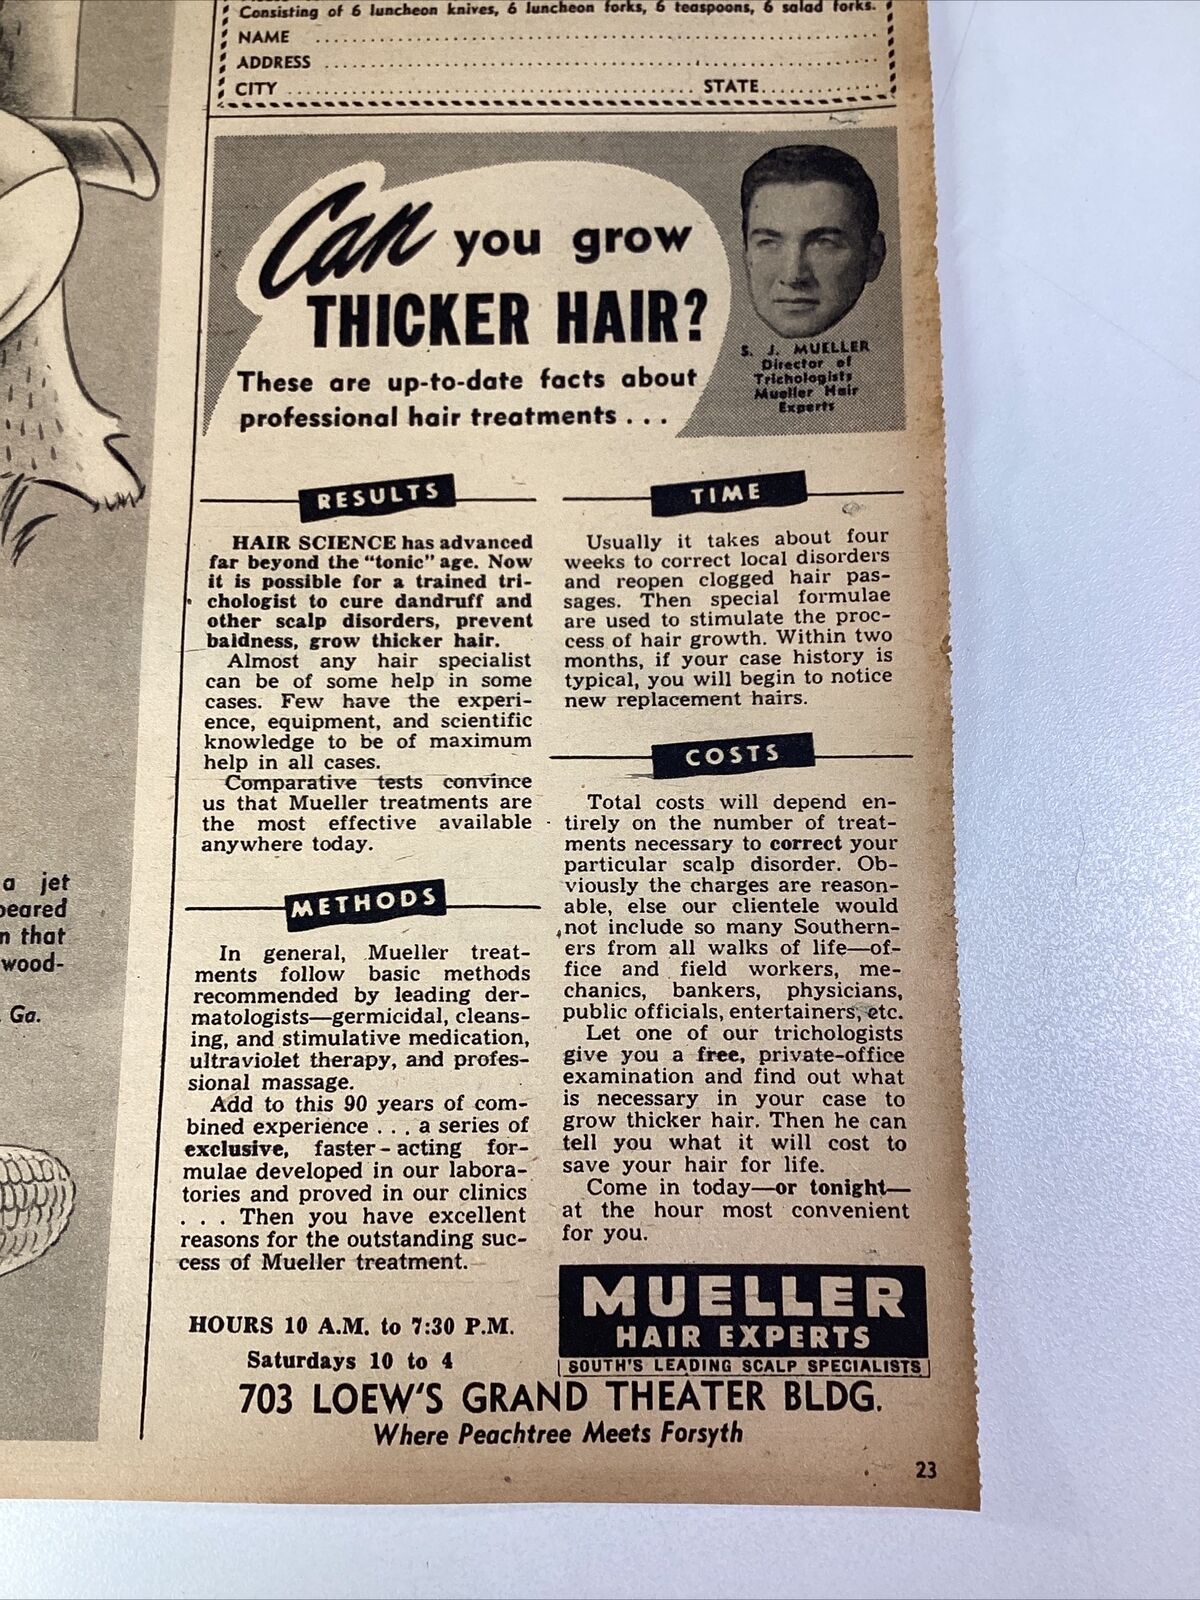 Consisting of 6 luncheon knives, 6 luncheon forks, 6 teaspoons, 6 salad forks.
NAME
ADDRESS
CITY STATE
Can you grow
THICKER HAIR?
These are up-to-date facts about
professional hair treatments . . .
S. J. MUELLER
Director of
Trichologists
Mueller Hair
Experts
RESULTS
HAIR SCIENCE has advanced
far beyond the "tonic" age. Now
it is possible for a trained tri-
chologist to cure dandruff and
other scalp disorders, prevent
baldness, grow thicker hair.
Almost any hair specialist
can be of some help in some
cases. Few have the experi-
ence, equipment, and scientific
knowledge to be of maximum
help in all cases.
Comparative tests convince
us that Mueller treatments are
the most effective available
anywhere today.
METHODS
In general, Mueller treat-
ments follow basic methods
recommended by leading der-
matologists—germicidal, cleans-
ing, and stimulative medication,
ultraviolet therapy, and profes-
sional massage.
Add to this 90 years of com-
bined experience . . . a series of
exclusive, faster-acting for-
mulae developed in our labora-
tories and proved in our clinics
. . . Then you have excellent
reasons for the outstanding suc-
cess of Mueller treatment.
HOURS 10 A.M. to 7:30 P.M.
Saturdays 10 to 4
TIME
Usually it takes about four
weeks to correct local disorders
and reopen clogged hair pas-
sages. Then special formulae
are used to stimulate the proc-
cess of hair growth. Within two
months, if your case history is
typical, you will begin to notice
new replacement hairs.
COSTS
Total costs will depend en-
tirely on the number of treat-
ments necessary to correct your
particular scalp disorder. Ob-
viously the charges are reason-
able, else our clientele would
not include so many Southern-
ers from all walks of life—of-
fice and field workers, me-
chanics, bankers, physicians,
public officials, entertainers, etc.
Let one of our trichologists
give you a free, private-office
examination and find out what
is necessary in your case to
grow thicker hair. Then he can
tell you what it will cost to
save your hair for life.
Come in today—or tonight—
at the hour most convenient
for you.
MUELLER
HAIR EXPERTS
SOUTH'S LEADING SCALP SPECIALISTS
703 LOEW'S GRAND THEATER BLDG.
Where Peachtree Meets Forsyth
23
a jet
peared
n that
wood-
Ga.